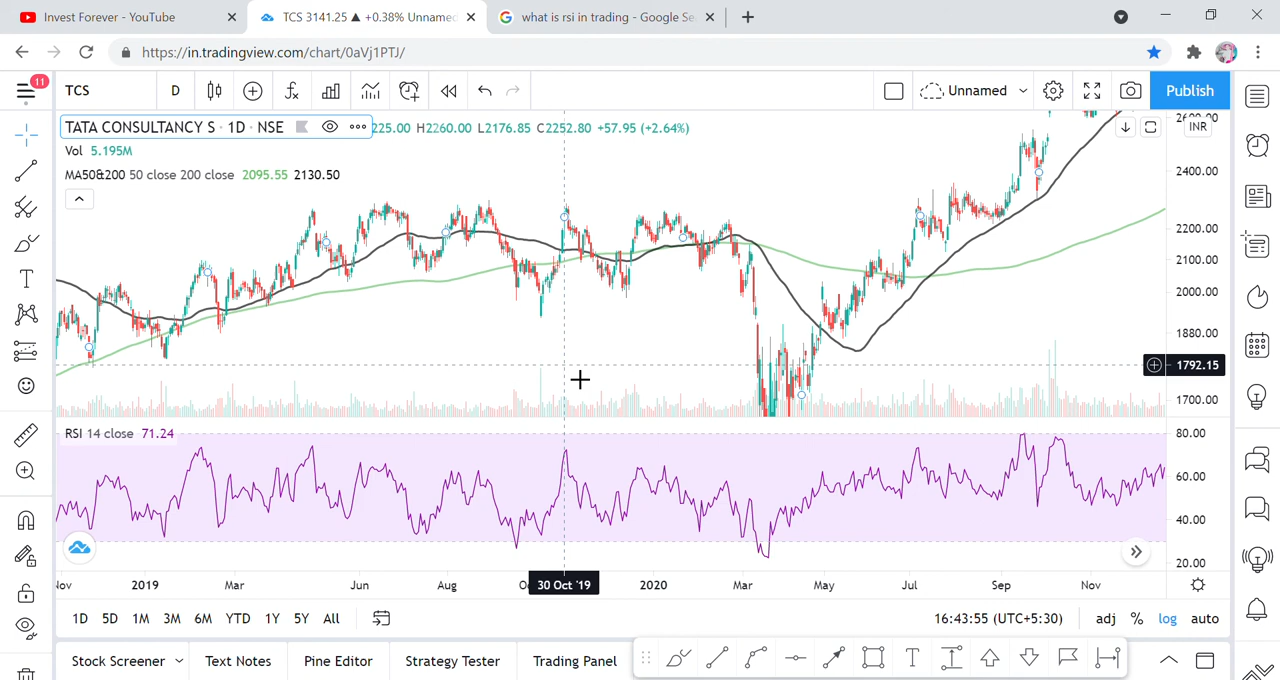 Invest Forever - YouTube
TCS 3141.25 ▲ +0.38% Unnamed
what is rsi in trading - Google Se
https://in.tradingview.com/chart/0aVj1PTJ/
11
TCS
D
Unnamed
Publish
TATA CONSULTANCY S · 1D · NSE
225.00 H2260.00 L2176.85 C2252.80 +57.95 (+2.64%)
INR
Vol 5.195M
MA50&200 50 close 200 close 2095.55 2130.50
2600.00
2400.00
2200.00
2100.00
2000.00
1880.00
1792.15
1700.00
RSI 14 close 71.24
80.00
60.00
40.00
20.00
Nov 2019 Mar Jun Aug 30 Oct '19 2020 Mar May Jul Sep Nov
1D 5D 1M 3M 6M YTD 1Y 5Y All
16:43:55 (UTC+5:30)
adj % log auto
Stock Screener
Text Notes
Pine Editor
Strategy Tester
Trading Panel